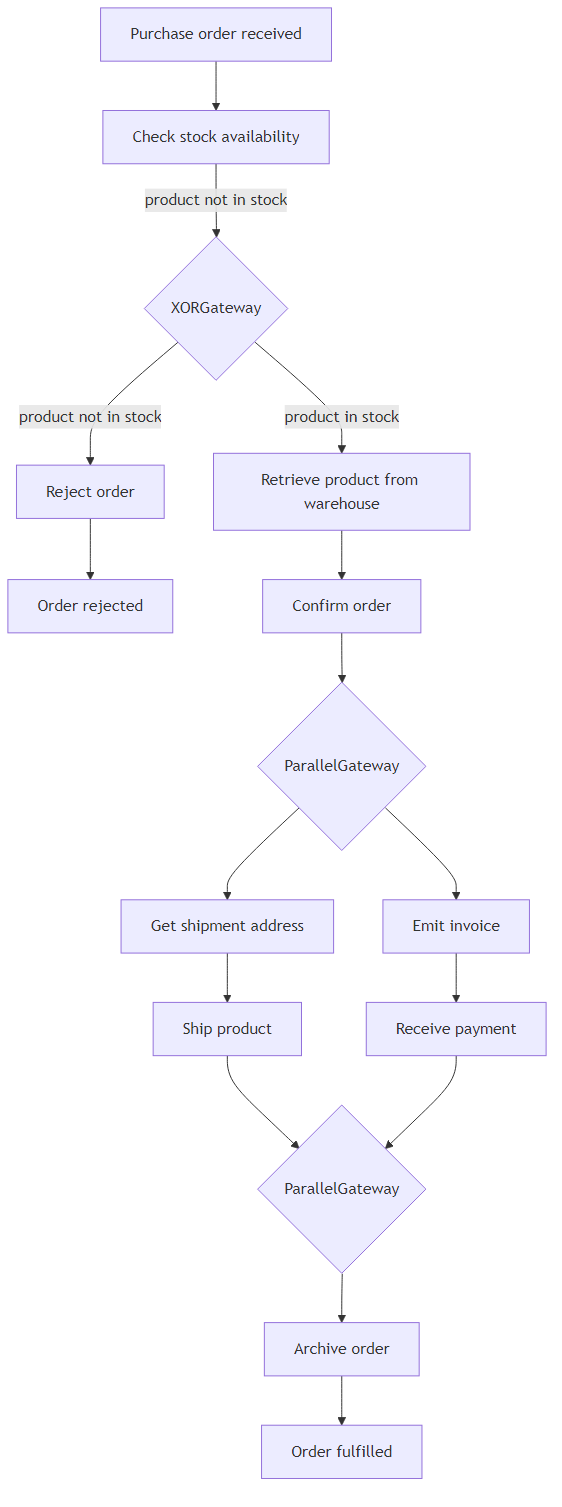 Purchase order received
Check stock availability
product not in stock
XORGateway
product not in stock
product in stock
Reject order
Retrieve product from
warehouse
Order rejected
Confirm order
ParallelGateway
Get shipment address
Emit invoice
Ship product
Receive payment
ParallelGateway
Archive order
Order fulfilled